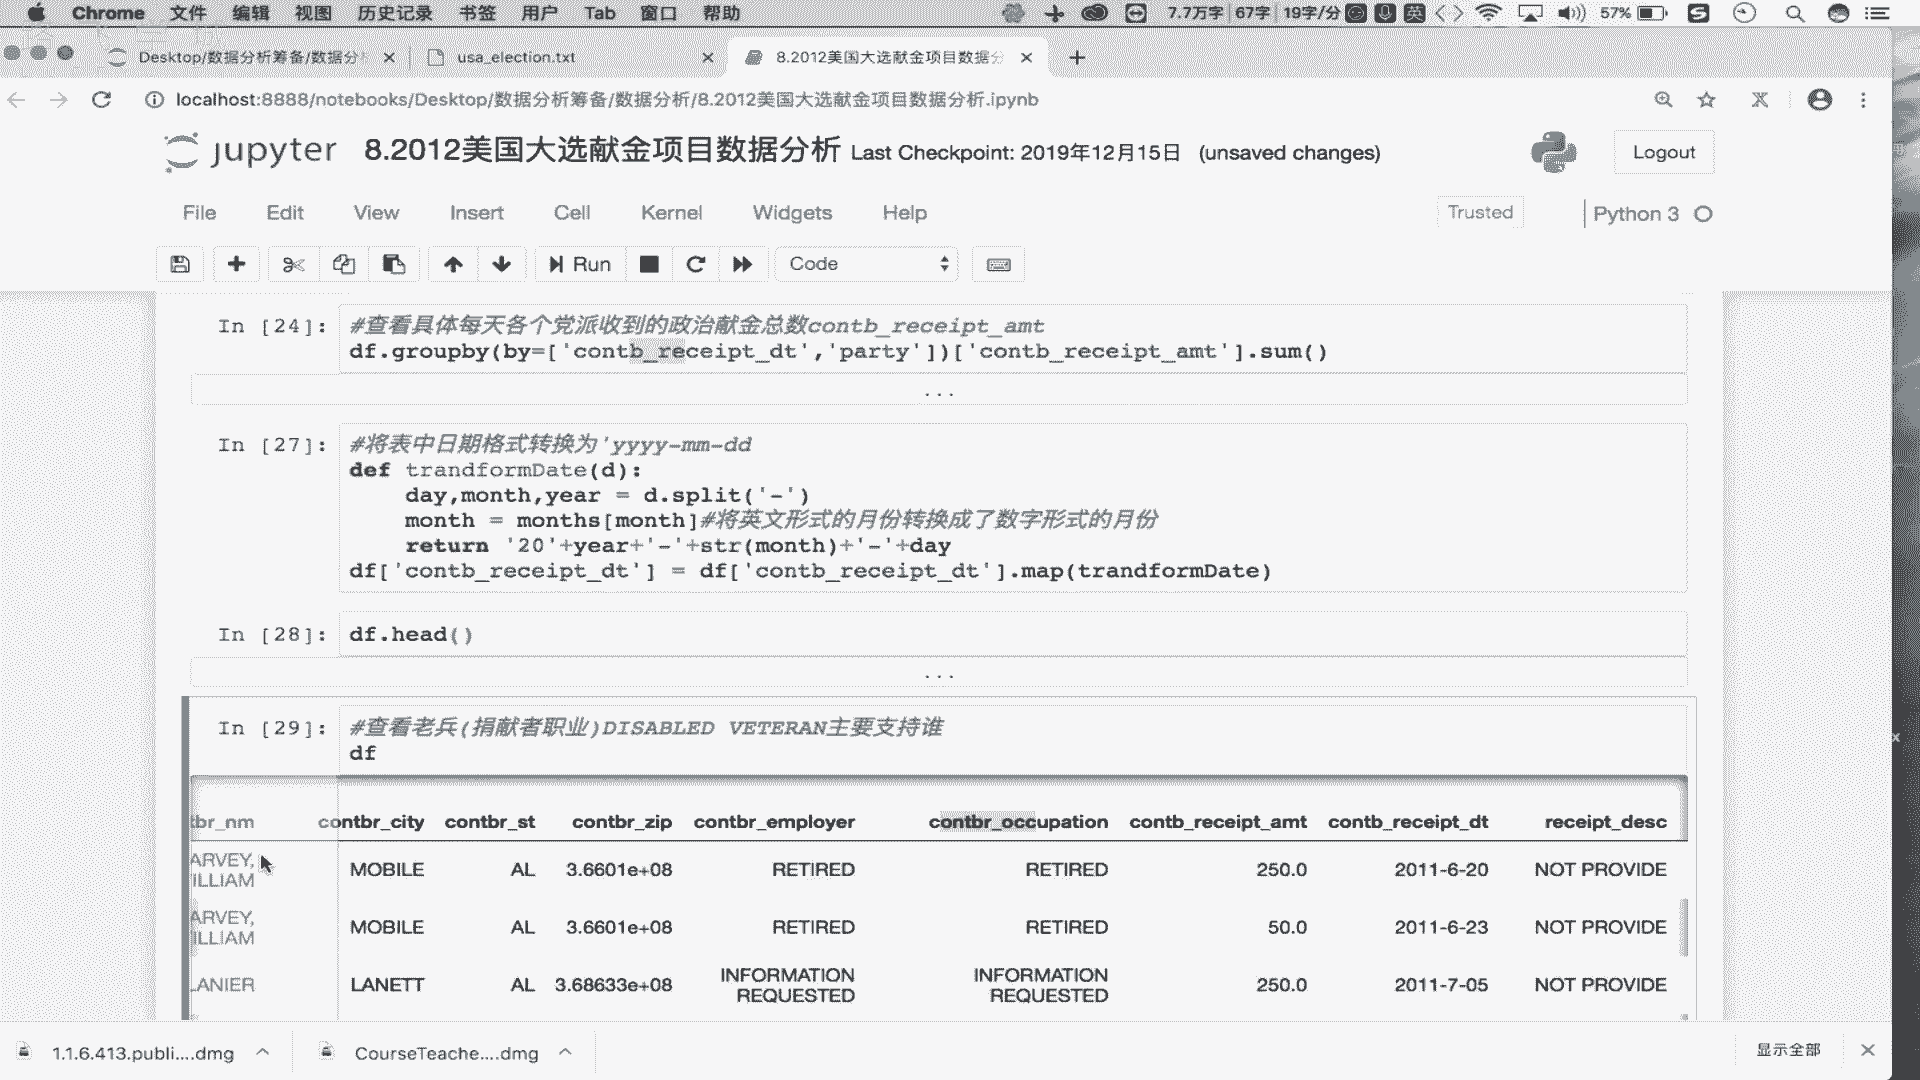 Chrome 文件 编辑 视图 历史记录 书签 用户 Tab 窗口 帮助 7.7万字 67字 19字/分 英 57%
Desktop/数据分析筹备/数据分 usa_election.txt 8.2012美国大选献金项目数据分
localhost:8888/notebooks/Desktop/数据分析筹备/数据分析/8.2012美国大选献金项目数据分析.ipynb
jupyter 8.2012美国大选献金项目数据分析 Last Checkpoint: 2019年12月15日 (unsaved changes) Logout
File Edit View Insert Cell Kernel Widgets Help Trusted Python 3
Run Code
In [24]: #查看具体每天各个党派收到的政治献金总数contb_receipt_amt
df.groupby(by=['contb_receipt_dt','party'])['contb_receipt_amt'].sum()
...
In [27]: #将表中日期格式转换为'yyyy-mm-dd
def trandformDate(d):
day,month,year = d.split('-')
month = months[month]#将英文形式的月份转换成了数字形式的月份
return '20'+year+'-'+str(month)+'-'+day
df['contb_receipt_dt'] = df['contb_receipt_dt'].map(trandformDate)
In [28]: df.head()
...
In [29]: #查看老兵(捐献者职业)DISABLED VETERAN主要支持谁
df
tbr_nm contbr_city contbr_st contbr_zip contbr_employer contbr_occupation contb_receipt_amt contb_receipt_dt receipt_desc
ARVEY,
ILLIAM MOBILE AL 3.6601e+08 RETIRED RETIRED 250.0 2011-6-20 NOT PROVIDE
ARVEY,
ILLIAM MOBILE AL 3.6601e+08 RETIRED RETIRED 50.0 2011-6-23 NOT PROVIDE
LANIER LANETT AL 3.68633e+08 INFORMATION REQUESTED INFORMATION REQUESTED 250.0 2011-7-05 NOT PROVIDE
1.1.6.413.publi....dmg CourseTeache....dmg 显示全部